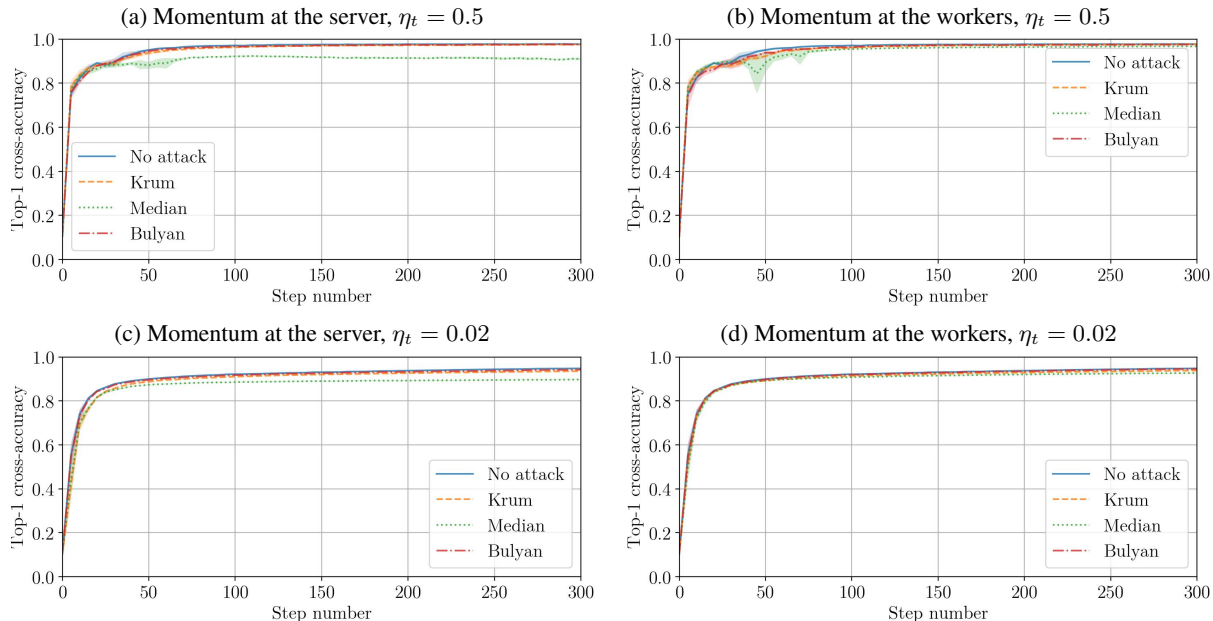 (a) Momentum at the server, ηt = 0.5
1.0
0.8
0.6
0.4
0.2
0.0
Top-1 cross-accuracy
No attack
Krum
Median
Bulyan
0 50 100 150 200 250 300
Step number
(b) Momentum at the workers, ηt = 0.5
1.0
0.8
0.6
0.4
0.2
0.0
Top-1 cross-accuracy
No attack
Krum
Median
Bulyan
0 50 100 150 200 250 300
Step number
(c) Momentum at the server, ηt = 0.02
1.0
0.8
0.6
0.4
0.2
0.0
Top-1 cross-accuracy
No attack
Krum
Median
Bulyan
0 50 100 150 200 250 300
Step number
(d) Momentum at the workers, ηt = 0.02
1.0
0.8
0.6
0.4
0.2
0.0
Top-1 cross-accuracy
No attack
Krum
Median
Bulyan
0 50 100 150 200 250 300
Step number